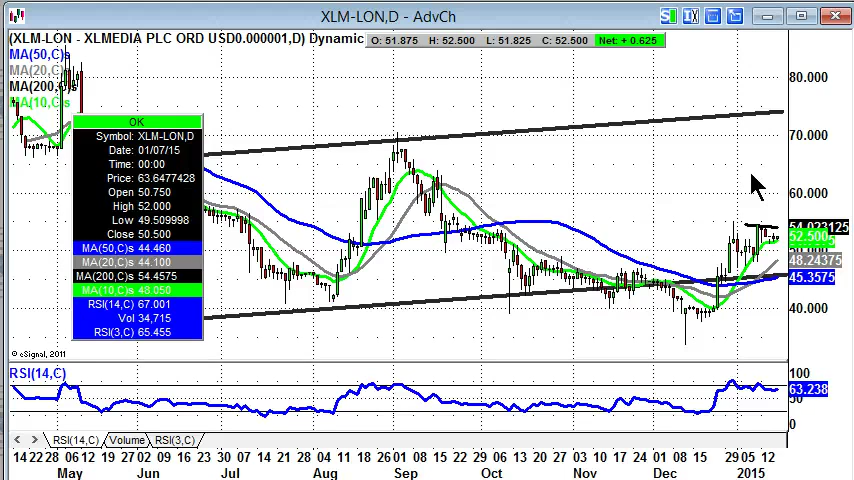 XLM-LON,D - AdvCh
(XLM-LON - XLMEDIA PLC ORD USD0.000001,D) Dynamic
O: 51.875 H: 52.500 L: 51.825 C: 52.500 Net: + 0.625
MA(50,C)s
MA(20,C)s
MA(200,C)s
MA(10,C)s
OK
Symbol: XLM-LON,D
Date: 01/07/15
Time: 00:00
Price: 63.6477428
Open 50.750
High 52.000
Low 49.509998
Close 50.500
MA(50,C)s 44.460
MA(20,C)s 44.100
MA(200,C)s 54.4575
MA(10,C)s 48.050
RSI(14,C) 67.001
Vol 34,715
RSI(3,C) 65.455
80.000
70.000
60.000
54.023125
52.500
48.24375
45.3575
40.000
© eSignal, 2011
RSI(14,C)
100
63.238
50
0
RSI(14,C) Volume RSI(3,C)
14 22 28 06 12 19 27 02 09 16 23 30 07 14 21 28 04 11 18 26 01 08 15 22 29 06 13 20 27 03 10 17 24 01 08 15 29 05 12
May Jun Jul Aug Sep Oct Nov Dec 2015